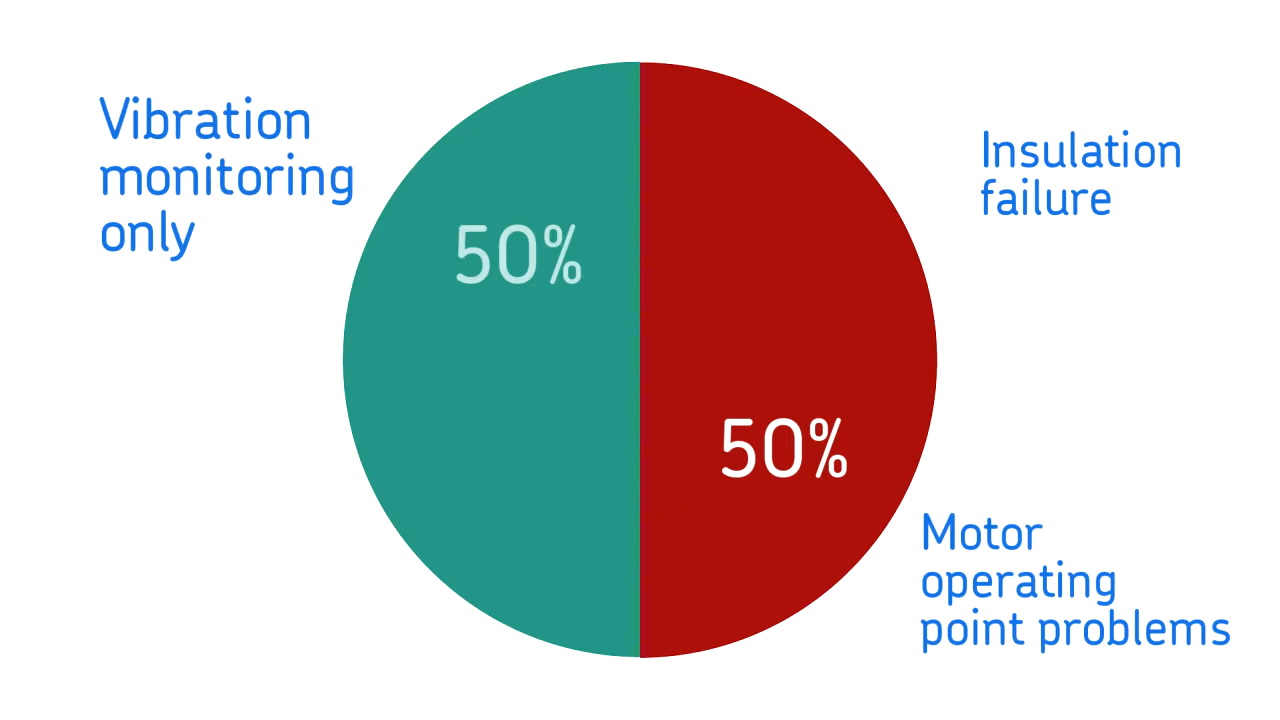 Vibration
monitoring
only
50%
Insulation
failure
50%
Motor
operating
point problems